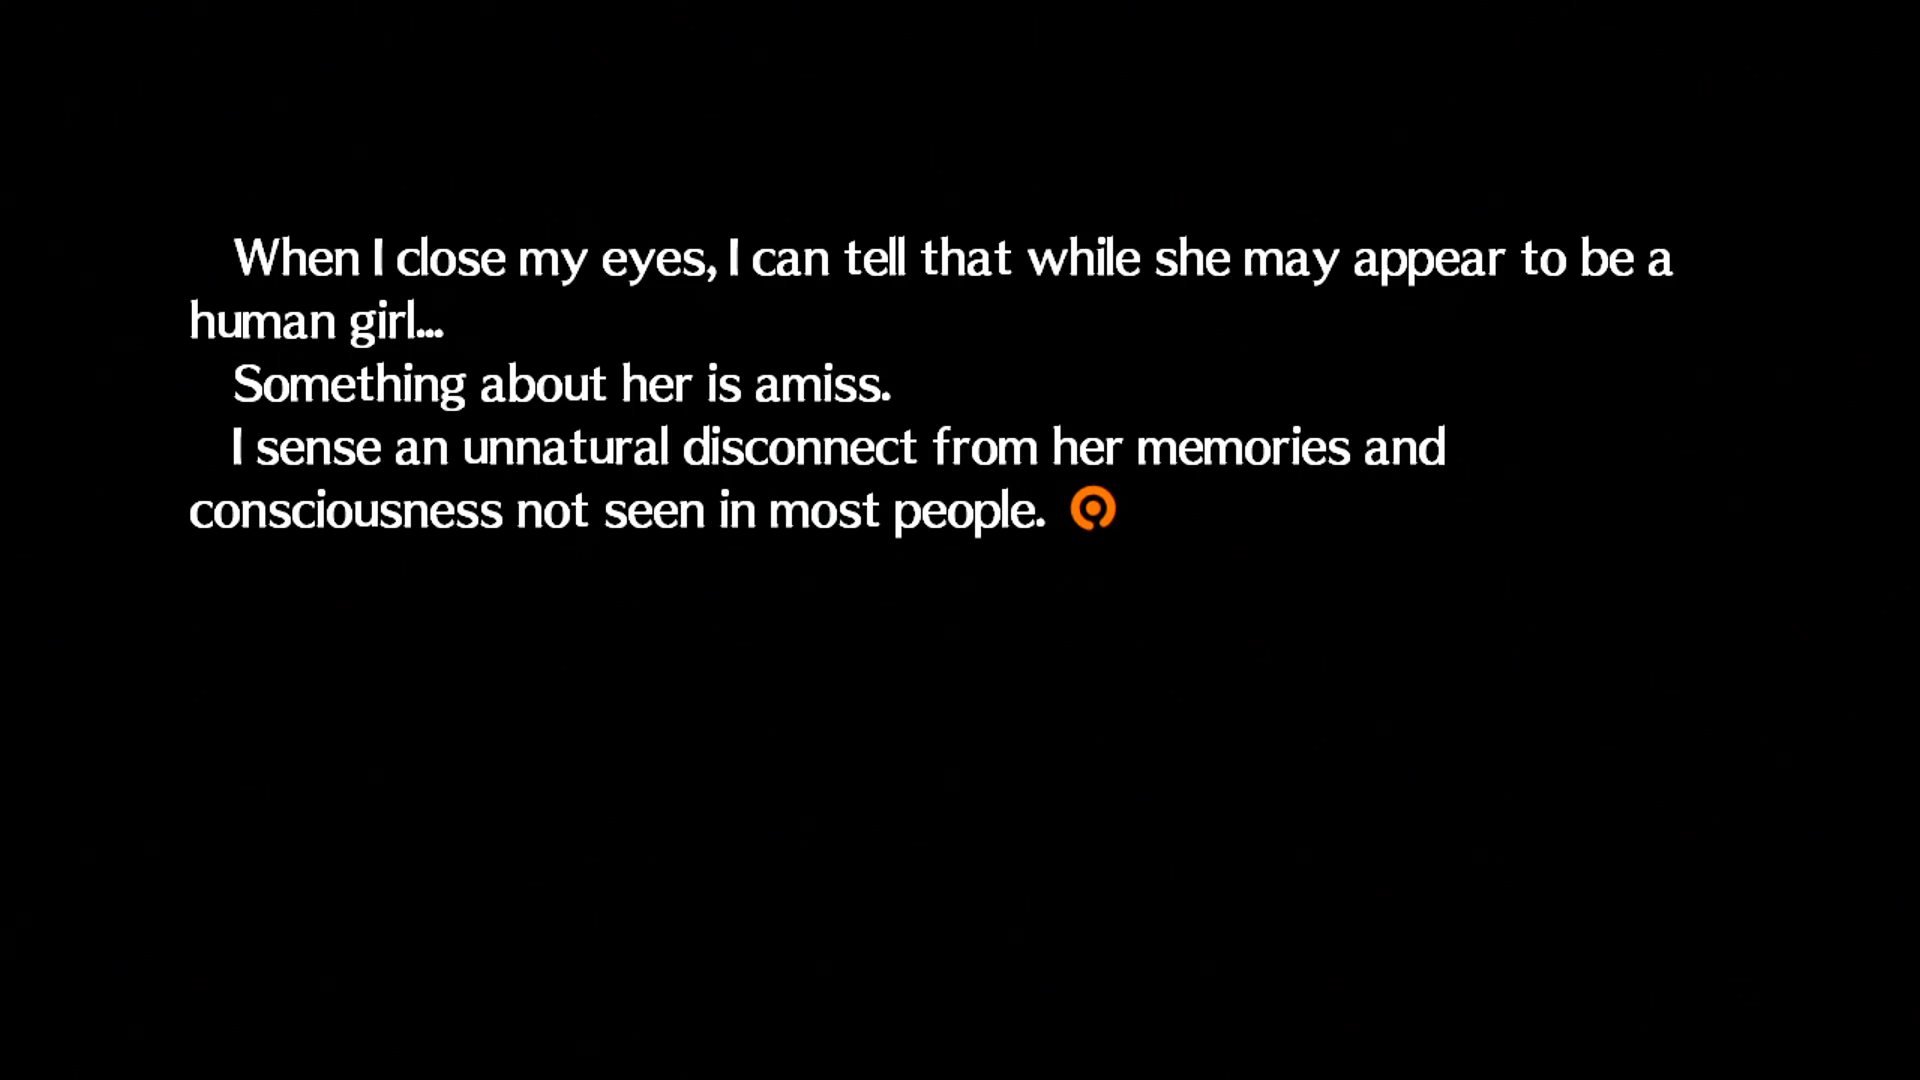 When I close my eyes, I can tell that while she may appear to be a
human girl...
Something about her is amiss.
I sense an unnatural disconnect from her memories and
consciousness not seen in most people.